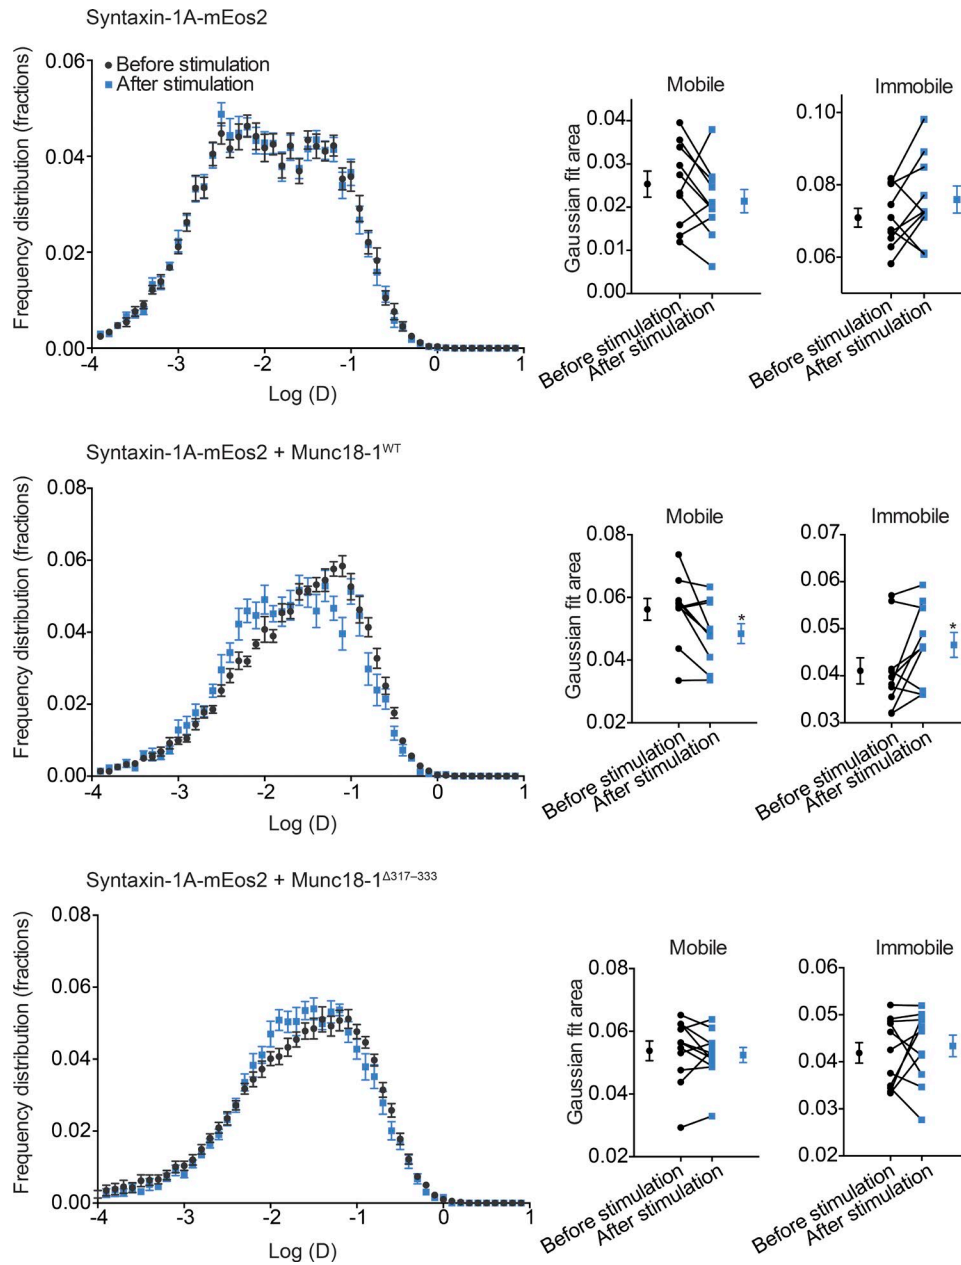 Syntaxin-1A-mEos2
Frequency distribution (fractions)
0.06
0.04
0.02
0.00
Before stimulation
After stimulation
-4 -3 -2 -1 0 1
Log (D)
Mobile
Gaussian fit area
0.04
0.03
0.02
0.01
0.00
Before stimulation
After stimulation
Immobile
0.10
0.08
0.06
Before stimulation
After stimulation
Syntaxin-1A-mEos2 + Munc18-1^WT
Frequency distribution (fractions)
0.08
0.06
0.04
0.02
0.00
-4 -3 -2 -1 0 1
Log (D)
Mobile
Gaussian fit area
0.08
0.06
0.04
0.02
*
Before stimulation
After stimulation
Immobile
0.07
0.06
0.05
0.04
0.03
*
Before stimulation
After stimulation
Syntaxin-1A-mEos2 + Munc18-1^Δ317–333
Frequency distribution (fractions)
0.08
0.06
0.04
0.02
0.00
-4 -3 -2 -1 0 1
Log (D)
Mobile
Gaussian fit area
0.08
0.06
0.04
0.02
Before stimulation
After stimulation
Immobile
0.06
0.05
0.04
0.03
0.02
Before stimulation
After stimulation